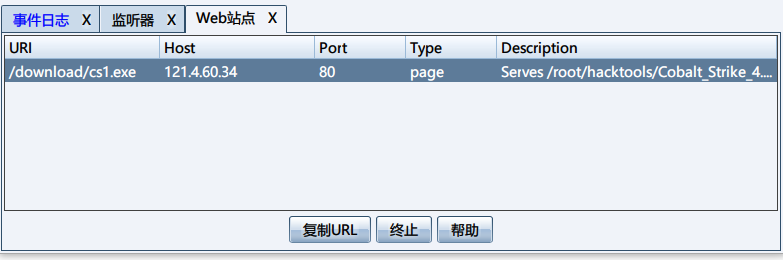 事件日志 X 监听器 X Web站点 X
URI Host Port Type Description
/download/cs1.exe 121.4.60.34 80 page Serves /root/hacktools/Cobalt_Strike_4....
复制URL 终止 帮助